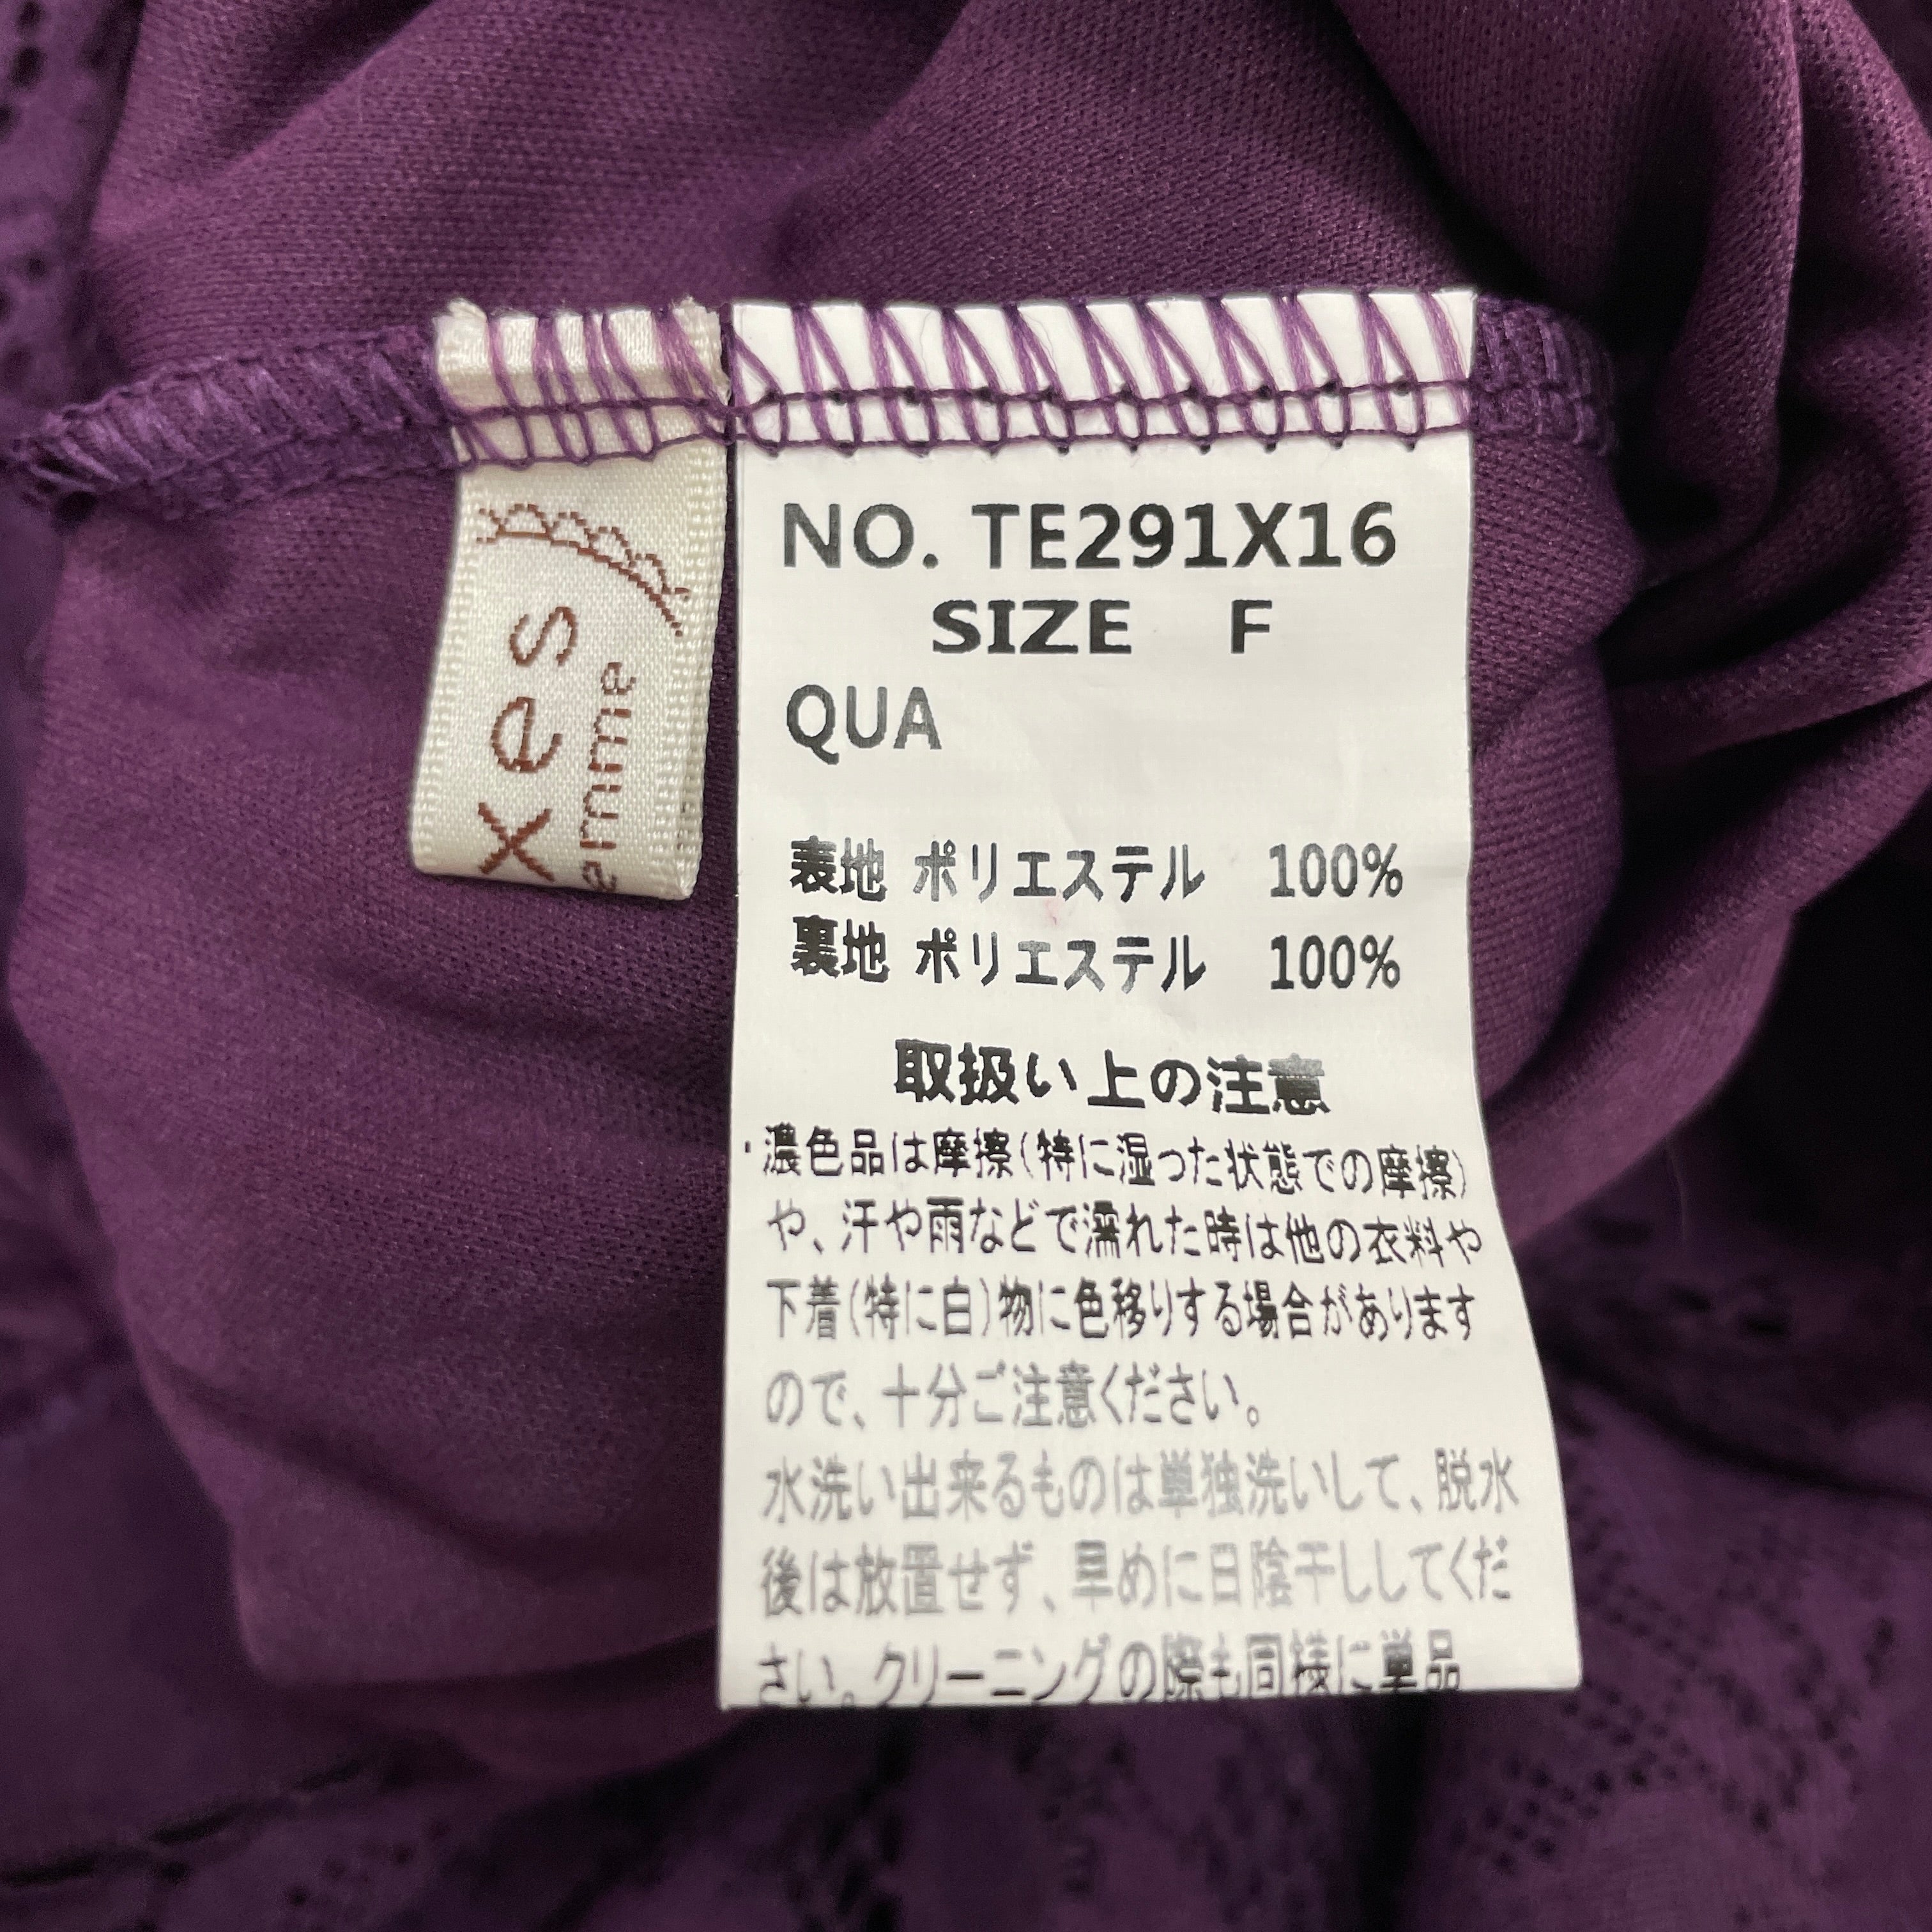 xes
emme
NO. TE291X16
SIZE F
QUA
表地 ポリエステル 100%
裏地 ポリエステル 100%
取扱い上の注意
・濃色品は摩擦(特に湿った状態での摩擦)
や、汗や雨などで濡れた時は他の衣料や
下着(特に白)物に色移りする場合があります
ので、十分ご注意ください。
水洗い出来るものは単独洗いして、脱水
後は放置せず、早めに日陰干ししてくだ
さい。クリーニングの際も同様に単品